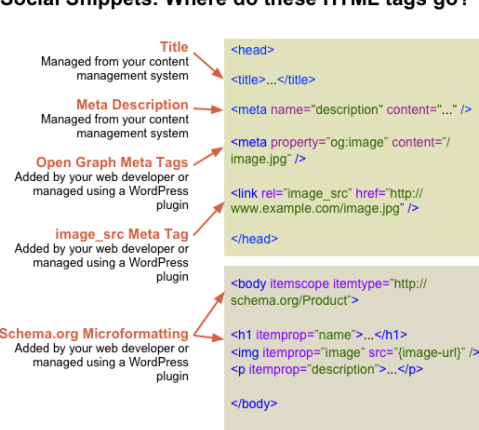 Social Snippets: Where do these HTML tags go?
Title
Managed from your content
management system
Meta Description
Managed from your content
management system
Open Graph Meta Tags
Added by your web developer or
managed using a WordPress
plugin
image_src Meta Tag
Added by your web developer or
managed using a WordPress
plugin
Schema.org Microformatting
Added by your web developer or
managed using a WordPress
plugin
<head>
<title>...</title>
<meta name="description" content="..." />
<meta property="og:image" content="/
image.jpg" />
<link rel="image_src" href="http://
www.example.com/image.jpg" />
</head>
<body itemscope itemtype="http://
schema.org/Product">
<h1 itemprop="name">...</h1>
<img itemprop="image" src="{image-url}" />
<p itemprop="description">...</p>
</body>